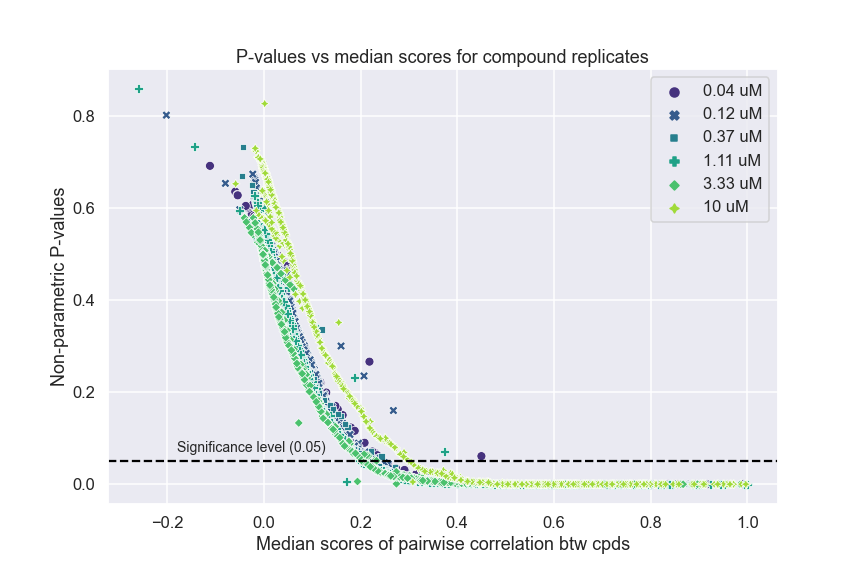 P-values vs median scores for compound replicates
0.04 uM
0.12 uM
0.37 uM
1.11 uM
3.33 uM
10 uM
Non-parametric P-values
0.8
0.6
0.4
0.2
0.0
Significance level (0.05)
−0.2 0.0 0.2 0.4 0.6 0.8 1.0
Median scores of pairwise correlation btw cpds